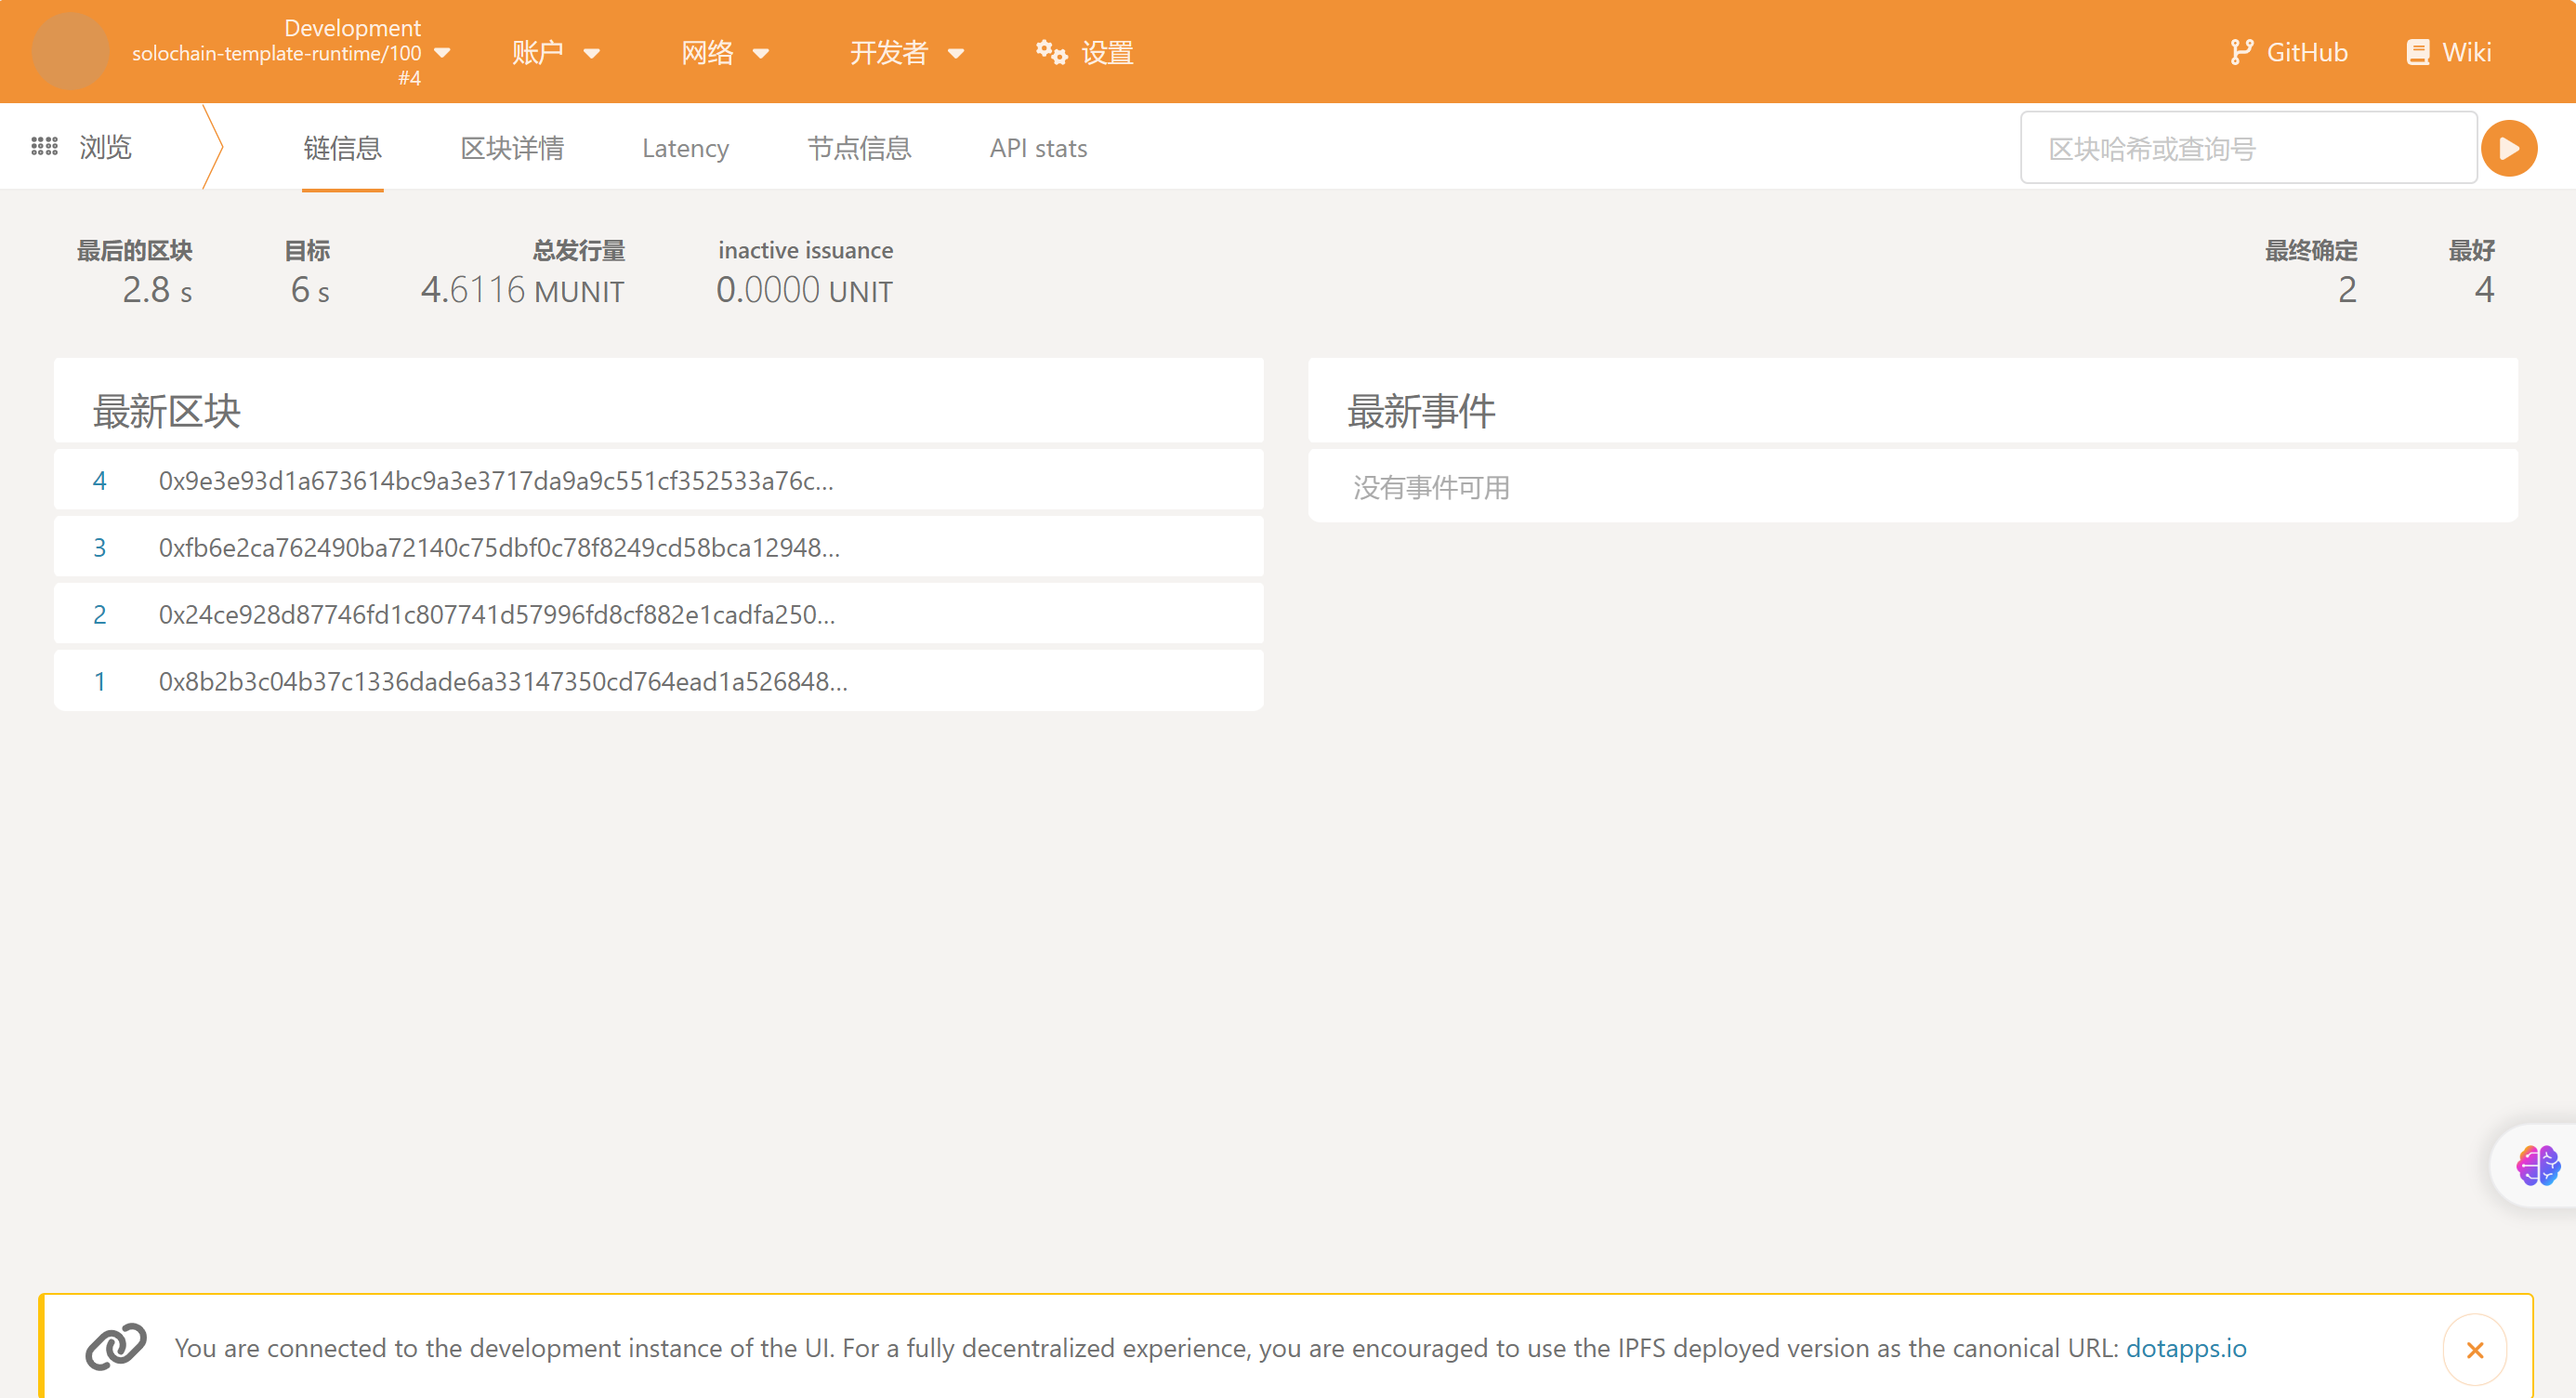 Development
solochain-template-runtime/100
#4
账户
网络
开发者
设置
GitHub
Wiki
浏览
链信息
区块详情
Latency
节点信息
API stats
区块哈希或查询号
最后的区块
2.8 s
目标
6 s
总发行量
4.6116 MUNIT
inactive issuance
0.0000 UNIT
最终确定
2
最好
4
最新区块
4 0x9e3e93d1a673614bc9a3e3717da9a9c551cf352533a76c...
3 0xfb6e2ca762490ba72140c75dbf0c78f8249cd58bca12948...
2 0x24ce928d87746fd1c807741d57996fd8cf882e1cadfa250...
1 0x8b2b3c04b37c1336dade6a33147350cd764ead1a526848...
最新事件
没有事件可用
You are connected to the development instance of the UI. For a fully decentralized experience, you are encouraged to use the IPFS deployed version as the canonical URL: dotapps.io